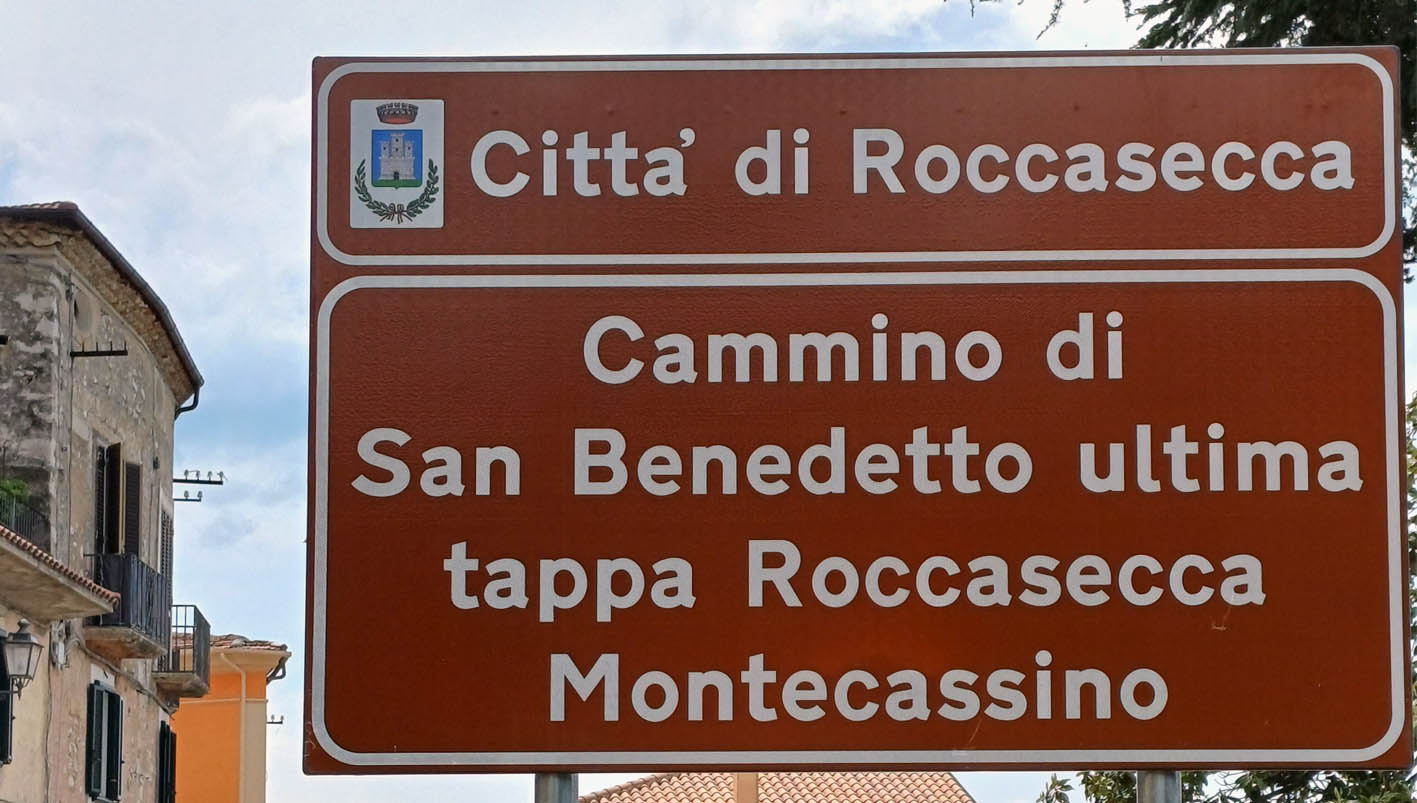 Citta' di Roccasecca
Cammino di
San Benedetto ultima
tappa Roccasecca
Montecassino